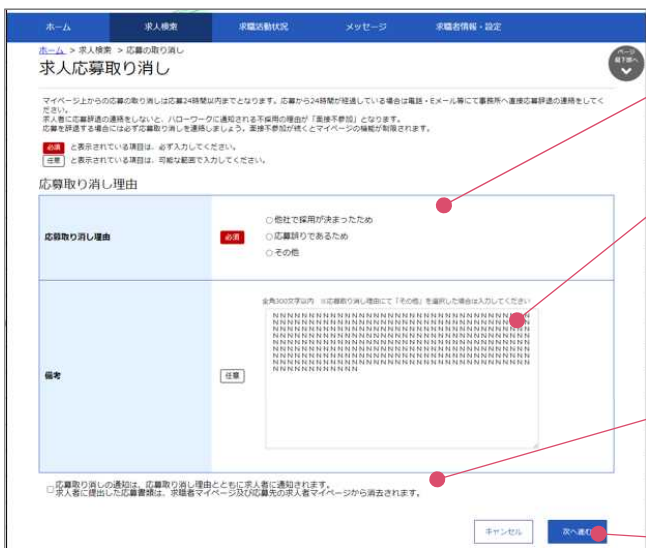 ホーム 求人検索 求職活動状況 メッセージ 求職者情報・設定
ホーム > 求人検索 > 応募の取り消し
求人応募取り消し
ページ
最下部へ
マイページ上からの応募の取り消しは応募24時間以内までとなります。応募から24時間が経過している場合は電話・Eメール等にて事務所へ直接応募辞退の連絡をしてく
ださい。
求人者に応募辞退の連絡をしないと、ハローワークに通知される不採用の理由が「面接不参加」となります。
応募を辞退する場合には必ず応募取り消しを連絡しましょう。面接不参加が続くとマイページの機能が制限されます。
必須 と表示されている項目は、必ず入力してください。
任意 と表示されている項目は、可能な範囲で入力してください。
応募取り消し理由
応募取り消し理由 必須
他社で採用が決まったため
応募誤りであるため
その他
全角300文字以内 ※応募取り消し理由にて「その他」を選択した場合は入力してください
備考 任意
応募取り消しの通知は、応募取り消し理由とともに求人者に通知されます。
求人者に提出した応募書類は、求職者マイページ及び応募先の求人者マイページから消去されます。
キャンセル 次へ進む